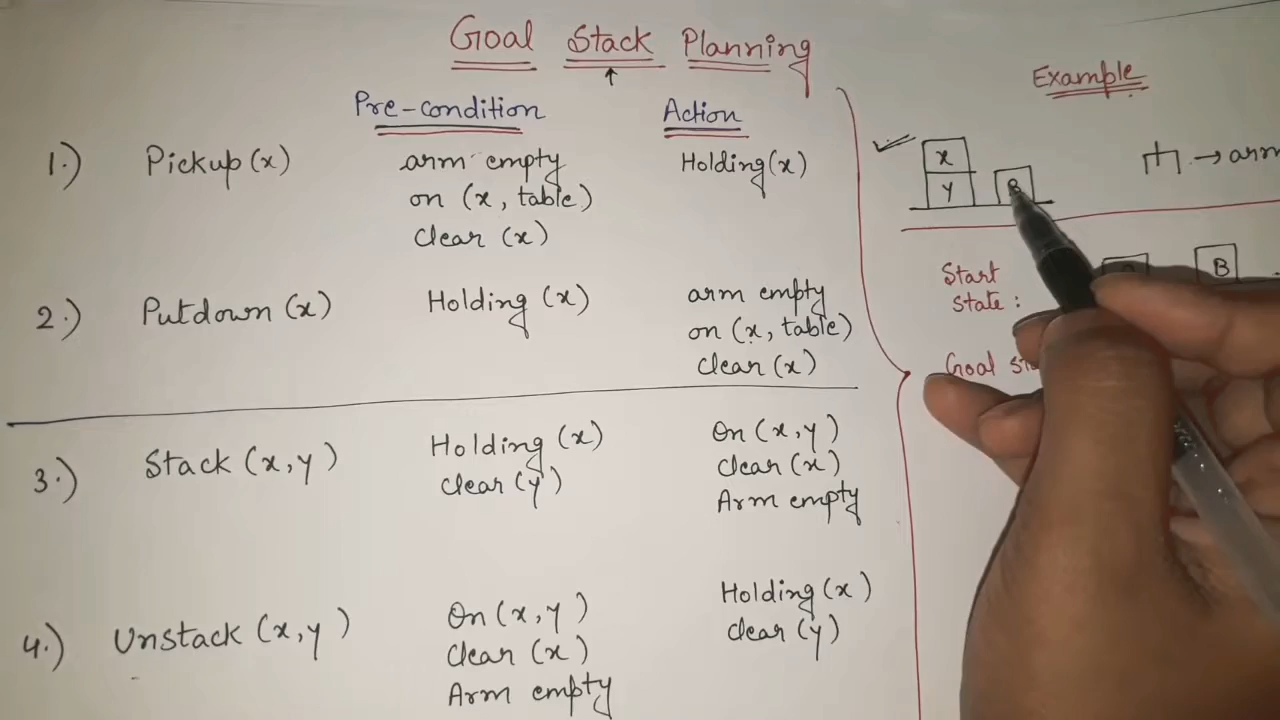 Goal Stack Planning
Pre-condition Action
1.) Pickup (x) arm empty Holding (x)
on (x, table)
Clear (x)
2.) Putdown (x) Holding (x) arm empty
on (x, table)
Clear (x)
3.) Stack (x, y) Holding (x) On (x, y)
Clear (y) Clear (x)
Arm empty
4.) Unstack (x, y) On (x, y) Holding (x)
Clear (x) Clear (y)
Arm empty
Example
x
y B
→ arm
Start B
State :
Goal